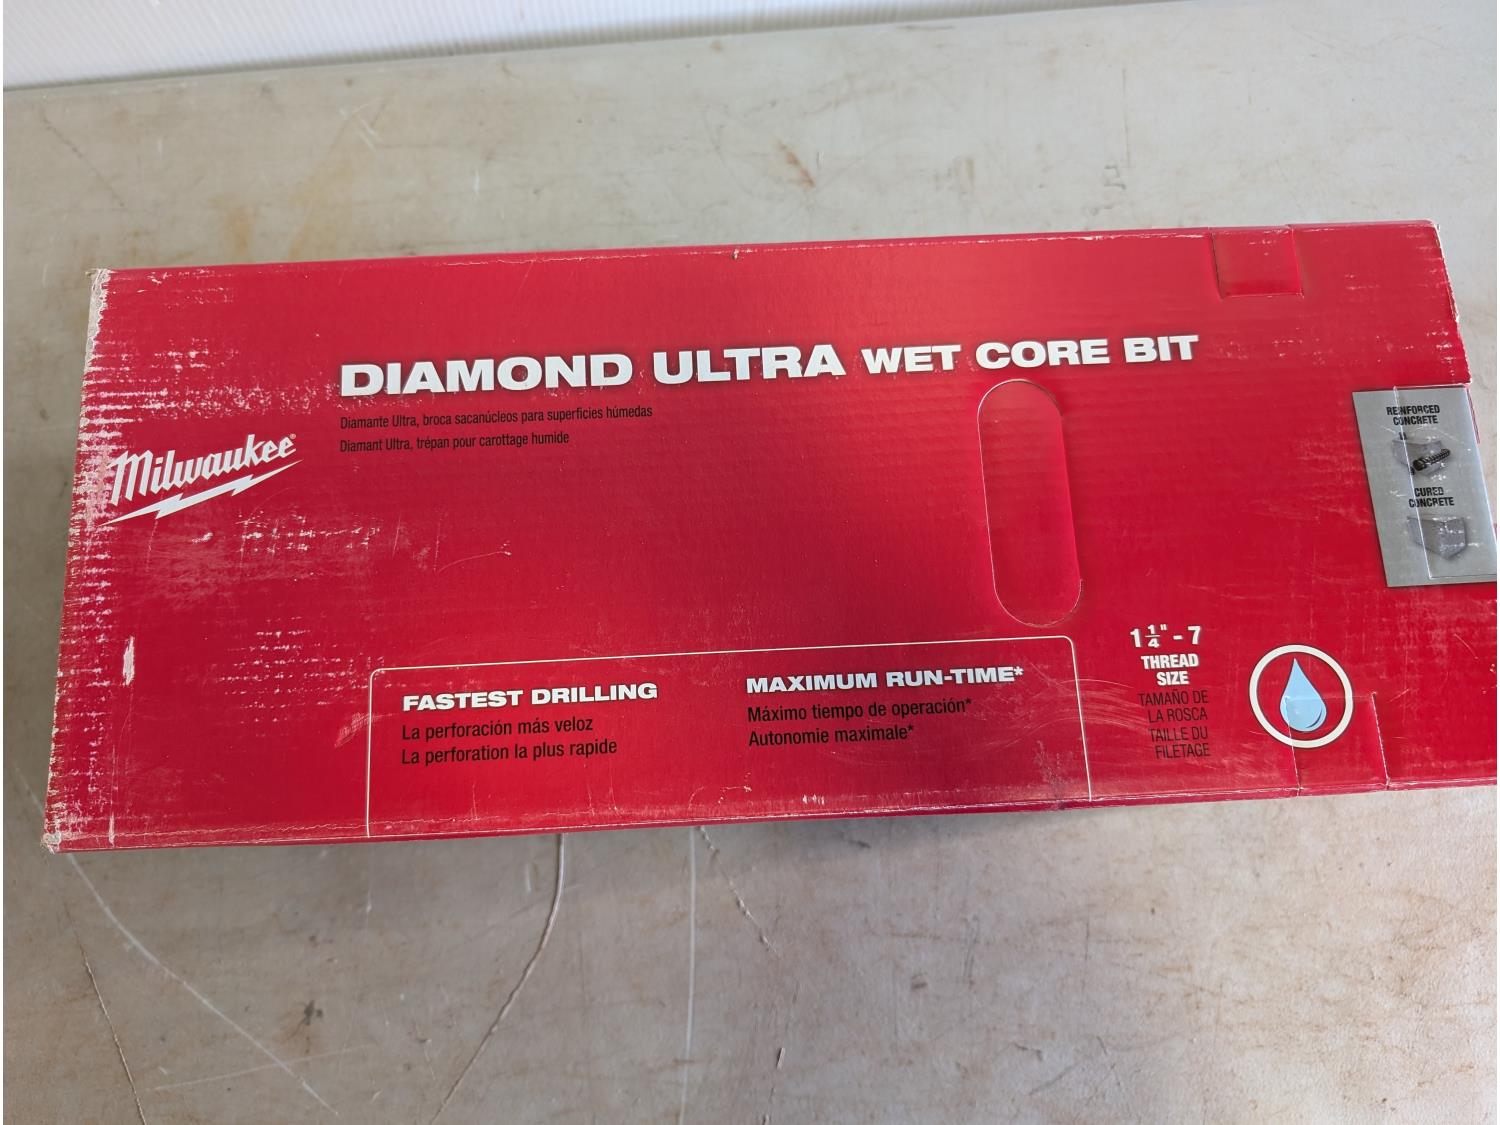 DIAMOND ULTRA WET CORE BIT
Diamante Ultra, broca sacanúcleos para superficies húmedas
Diamant Ultra, trépan pour carottage humide
Milwaukee®
REINFORCED
CONCRETE
CURED
CONCRETE
FASTEST DRILLING
La perforación más veloz
La perforation la plus rapide
MAXIMUM RUN-TIME*
Máximo tiempo de operación*
Autonomie maximale*
1 1/4" - 7
THREAD
SIZE
TAMAÑO DE
LA ROSCA
TAILLE DU
FILETAGE